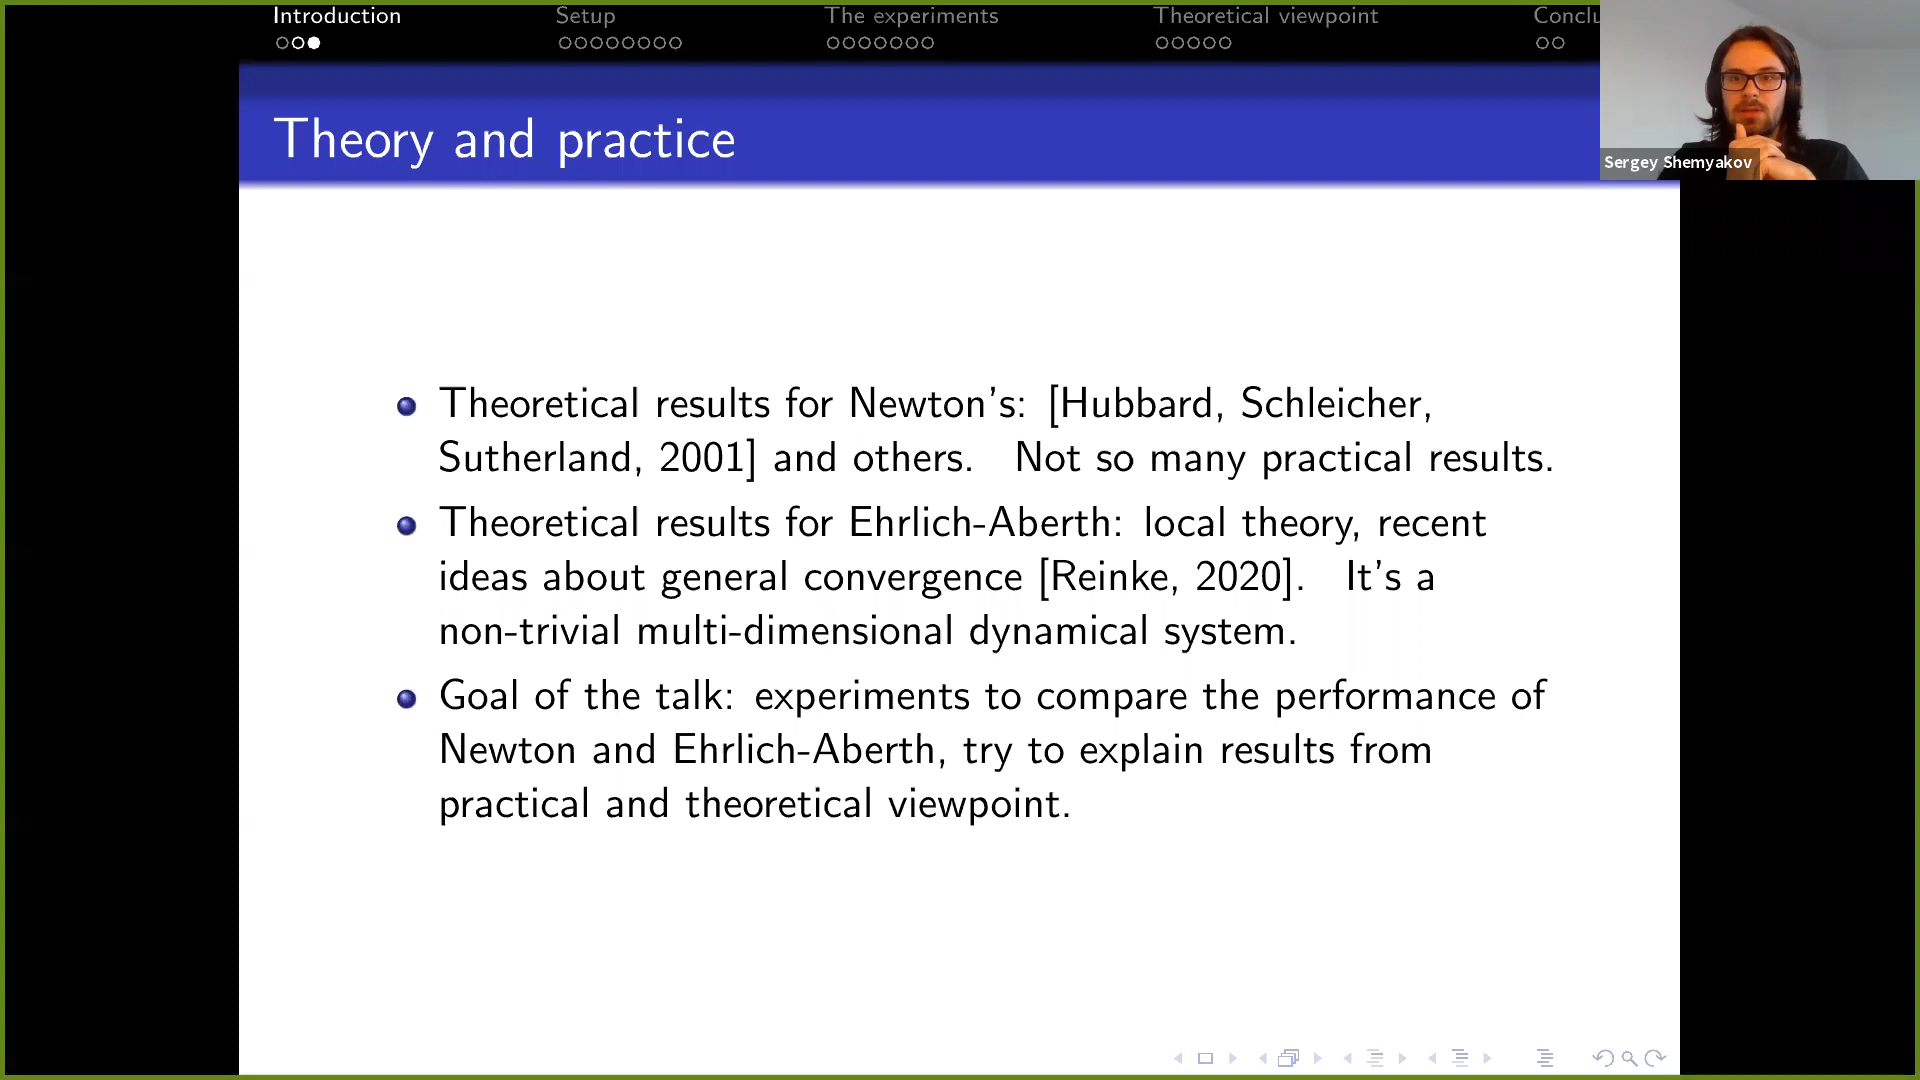 Introduction Setup The experiments Theoretical viewpoint Conclu
Sergey Shemyakov
Theory and practice
Theoretical results for Newton's: [Hubbard, Schleicher,
Sutherland, 2001] and others. Not so many practical results.
Theoretical results for Ehrlich-Aberth: local theory, recent
ideas about general convergence [Reinke, 2020]. It's a
non-trivial multi-dimensional dynamical system.
Goal of the talk: experiments to compare the performance of
Newton and Ehrlich-Aberth, try to explain results from
practical and theoretical viewpoint.